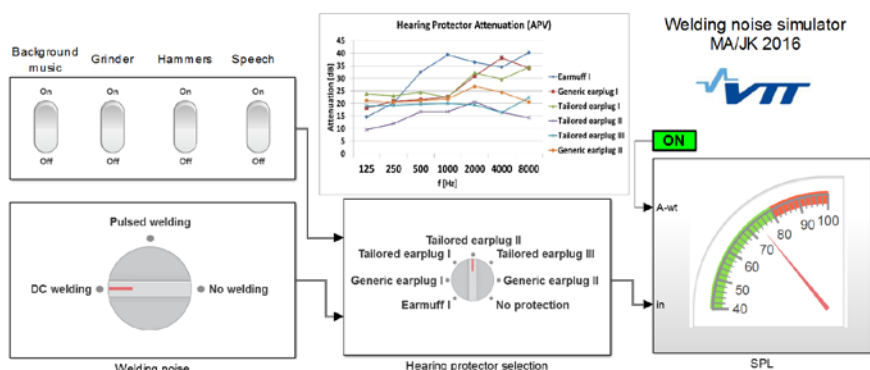 Background music
Grinder
Hammers
Speech
On
On
On
On
Off
Off
Off
Off
Hearing Protector Attenuation [APV]
Attenuation [dB]
45
40
35
30
25
20
15
10
5
0
125 250 500 1000 2000 4000 8000
f [Hz]
Earmuff I
Generic earplug I
Tailored earplug I
Tailored earplug II
Tailored earplug III
Generic earplug II
Welding noise simulator
MA/JK 2016
VTT
ON
Pulsed welding
DC welding
No welding
Welding noise
Tailored earplug II
Tailored earplug I
Tailored earplug III
Generic earplug I
Generic earplug II
Earmuff I
No protection
Hearing protector selection
A-wt
in
40
50
60
70
80
90
100
SPL